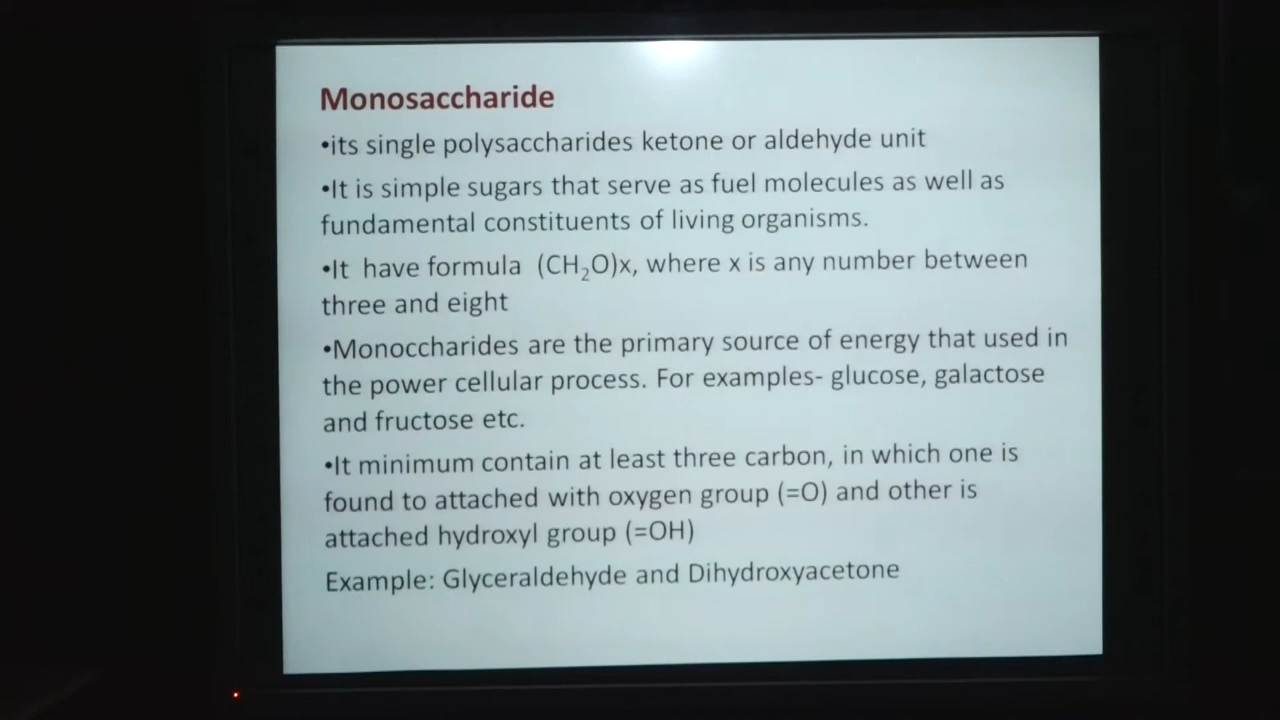 Monosaccharide
•its single polysaccharides ketone or aldehyde unit
•It is simple sugars that serve as fuel molecules as well as
fundamental constituents of living organisms.
•It have formula (CH₂O)x, where x is any number between
three and eight
•Monoccharides are the primary source of energy that used in
the power cellular process. For examples- glucose, galactose
and fructose etc.
•It minimum contain at least three carbon, in which one is
found to attached with oxygen group (=O) and other is
attached hydroxyl group (=OH)
Example: Glyceraldehyde and Dihydroxyacetone